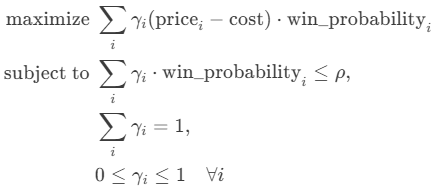 maximize ∑_i γ_i(price_i − cost) · win_probability_i
subject to ∑_i γ_i · win_probability_i ≤ ρ,
∑_i γ_i = 1,
0 ≤ γ_i ≤ 1 ∀i